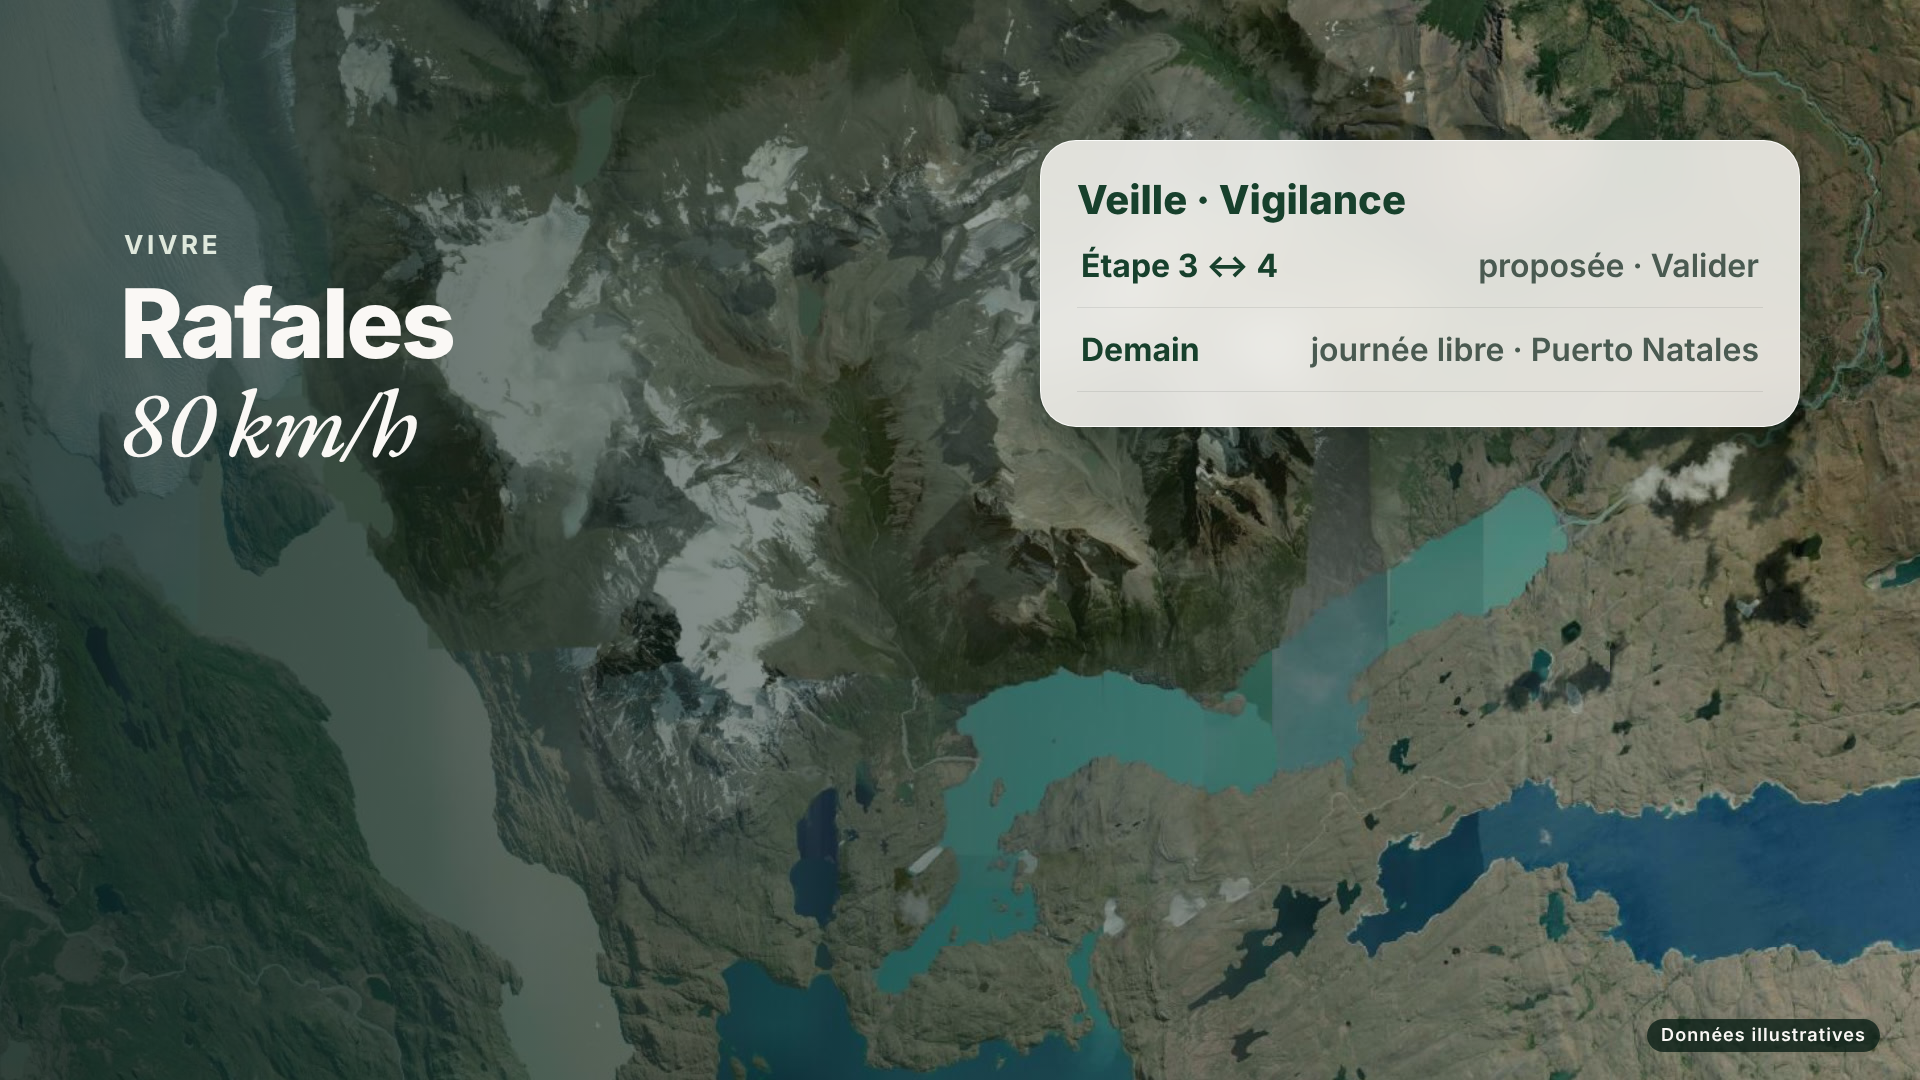 VIVRE
Rafales
80 km/h
Veille · Vigilance
Étape 3 ↔ 4 proposée · Valider
Demain journée libre · Puerto Natales
Données illustratives